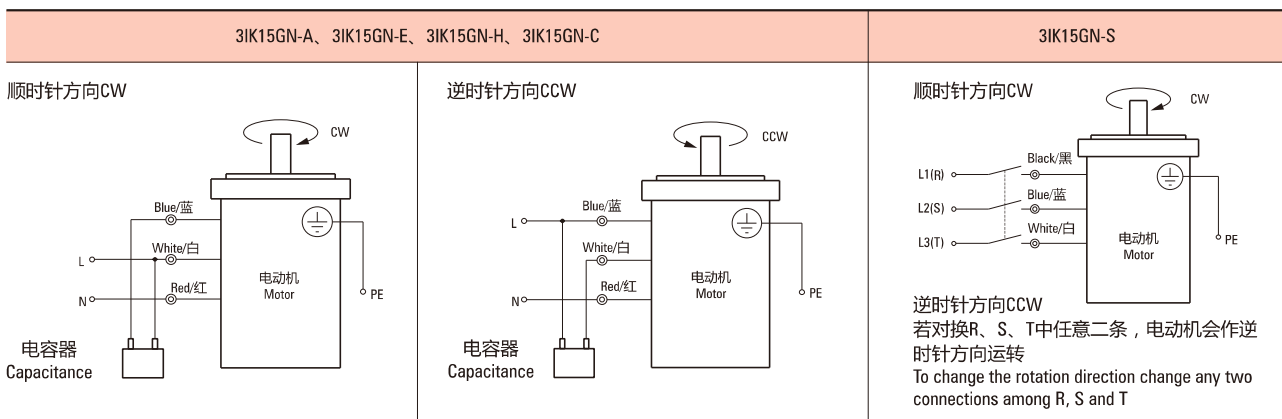 3IK15GN-A、3IK15GN-E、3IK15GN-H、3IK15GN-C
3IK15GN-S
顺时针方向CW
CW
Blue/蓝
White/白
L
Red/红
N
电动机
Motor
PE
电容器
Capacitance
逆时针方向CCW
CCW
Blue/蓝
L
White/白
Red/红
N
电动机
Motor
PE
电容器
Capacitance
顺时针方向CW
CW
Black/黑
L1(R)
Blue/蓝
L2(S)
White/白
L3(T)
电动机
Motor
PE
逆时针方向CCW
若对换R、S、T中任意二条，电动机会作逆
时针方向运转
To change the rotation direction change any two
connections among R, S and T